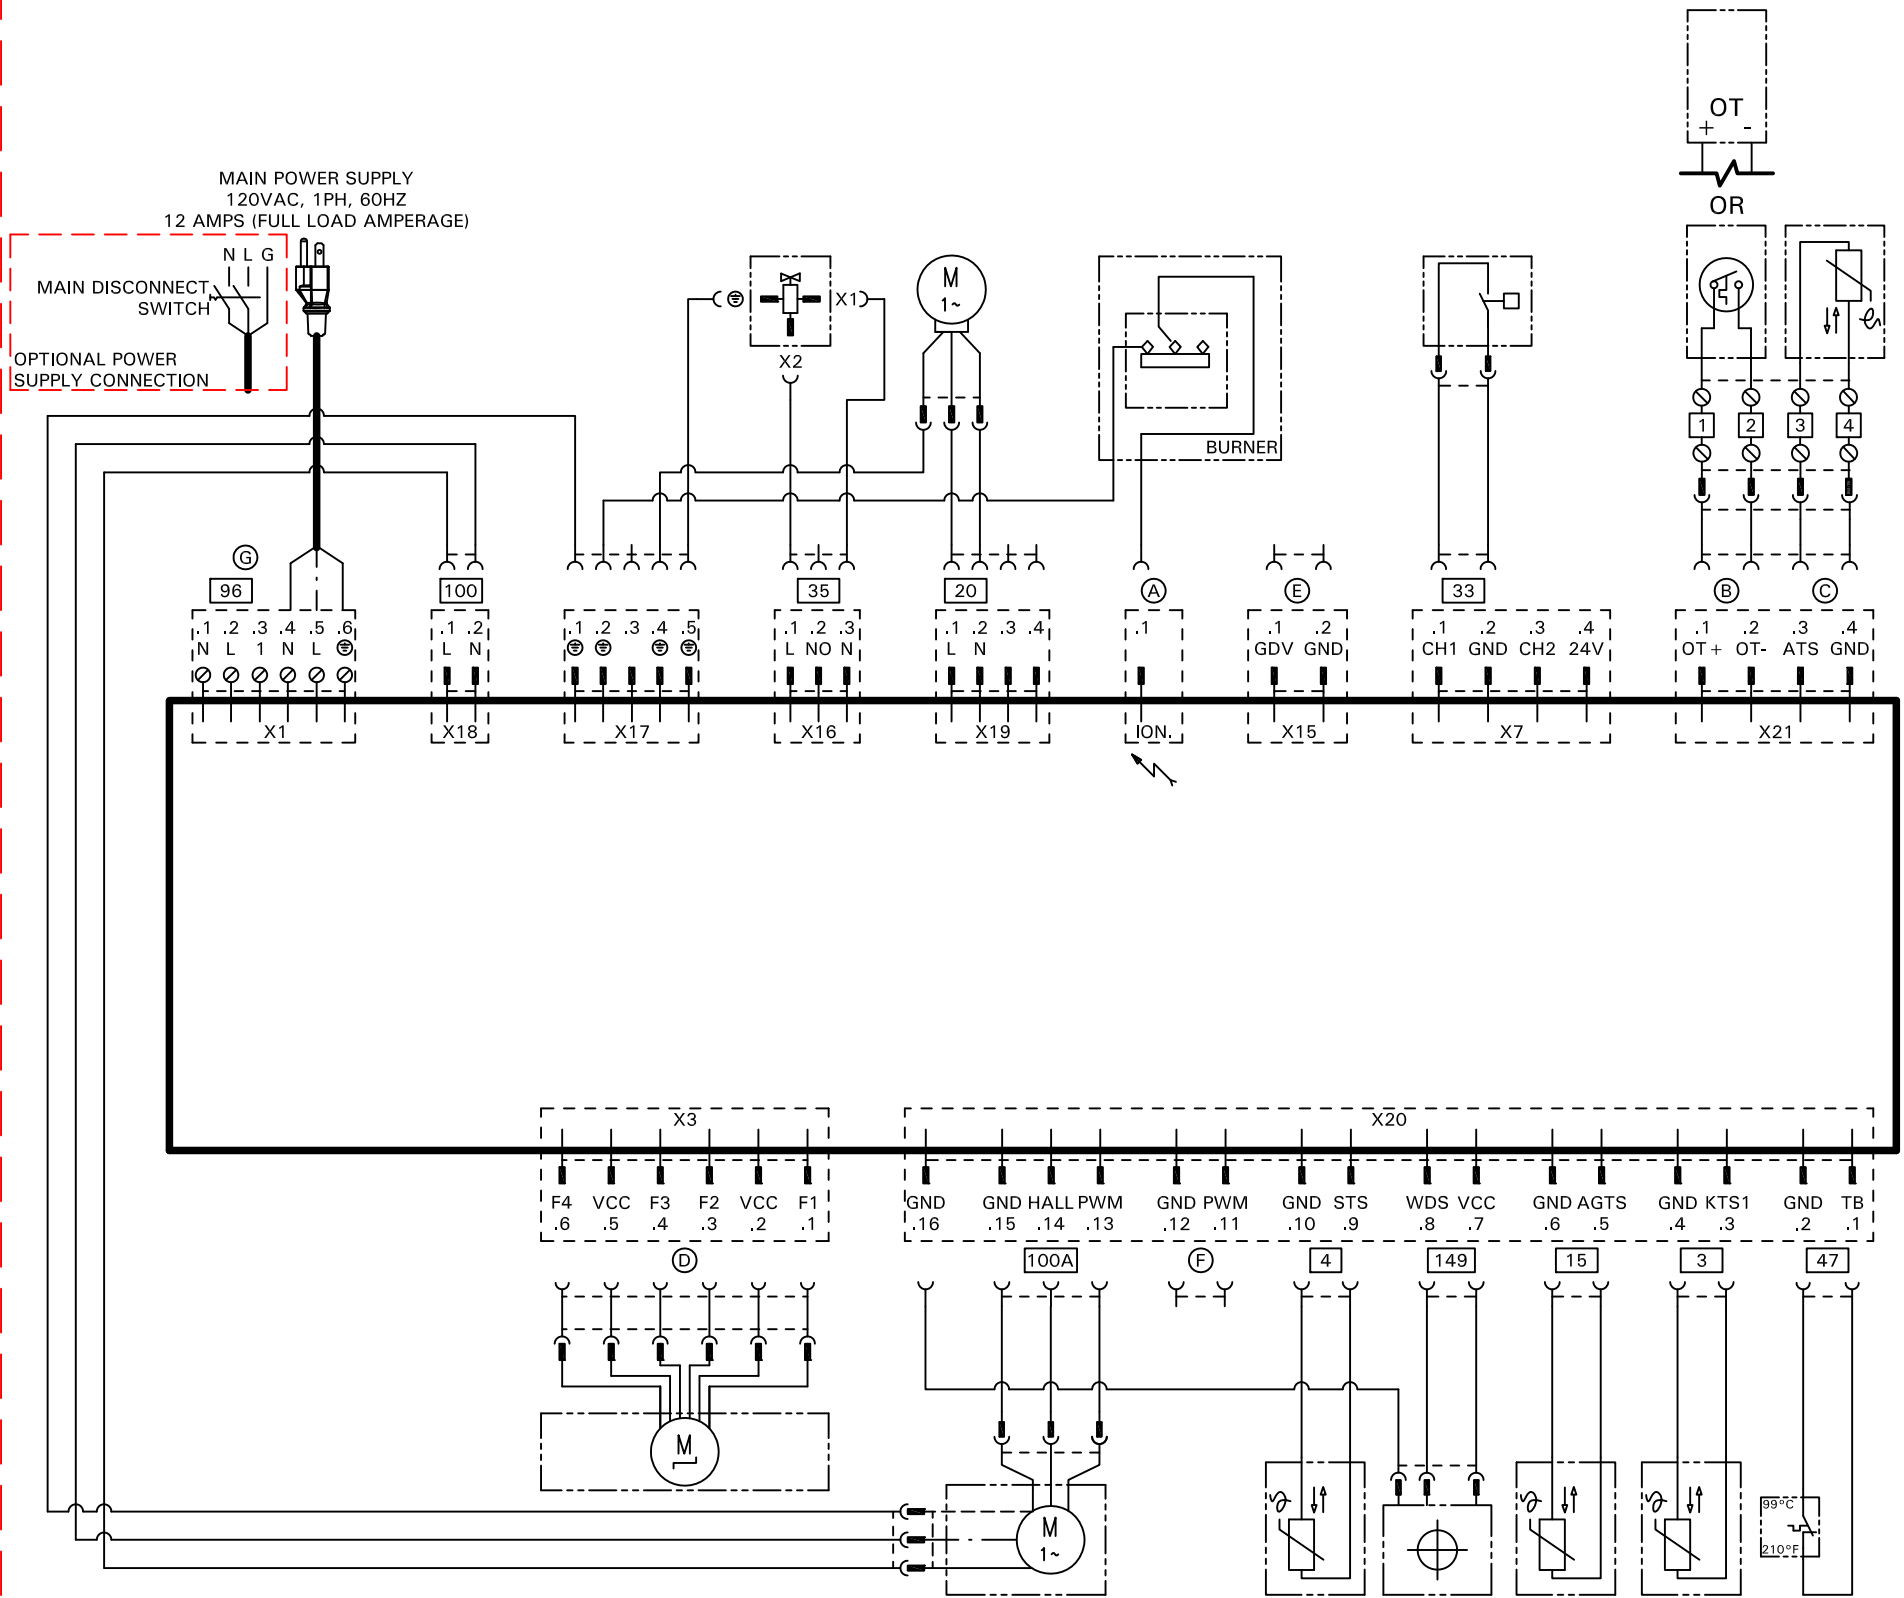 OT
+ -
OR
MAIN POWER SUPPLY
120VAC, 1PH, 60HZ
12 AMPS (FULL LOAD AMPERAGE)
N L G
MAIN DISCONNECT
SWITCH
OPTIONAL POWER
SUPPLY CONNECTION
X1
X2
M
1~
BURNER
1 2 3 4
G
96
100
35
20
A
E
33
B
C
.1 .2 .3 .4 .5 .6
N L 1 N L
X1
.1 .2
L N
X18
.1 .2 .3 .4 .5
X17
.1 .2 .3
L NO N
X16
.1 .2 .3 .4
L N
X19
.1
ION.
.1 .2
GDV GND
X15
.1 .2 .3 .4
CH1 GND CH2 24V
X7
.1 .2 .3 .4
OT+ OT- ATS GND
X21
X3
F4 VCC F3 F2 VCC F1
.6 .5 .4 .3 .2 .1
D
M
X20
GND GND HALL PWM GND PWM GND STS WDS VCC GND AGTS GND KTS1 GND TB
.16 .15 .14 .13 .12 .11 .10 .9 .8 .7 .6 .5 .4 .3 .2 .1
100A
F
4
149
15
3
47
M
1~
99°C
210°F